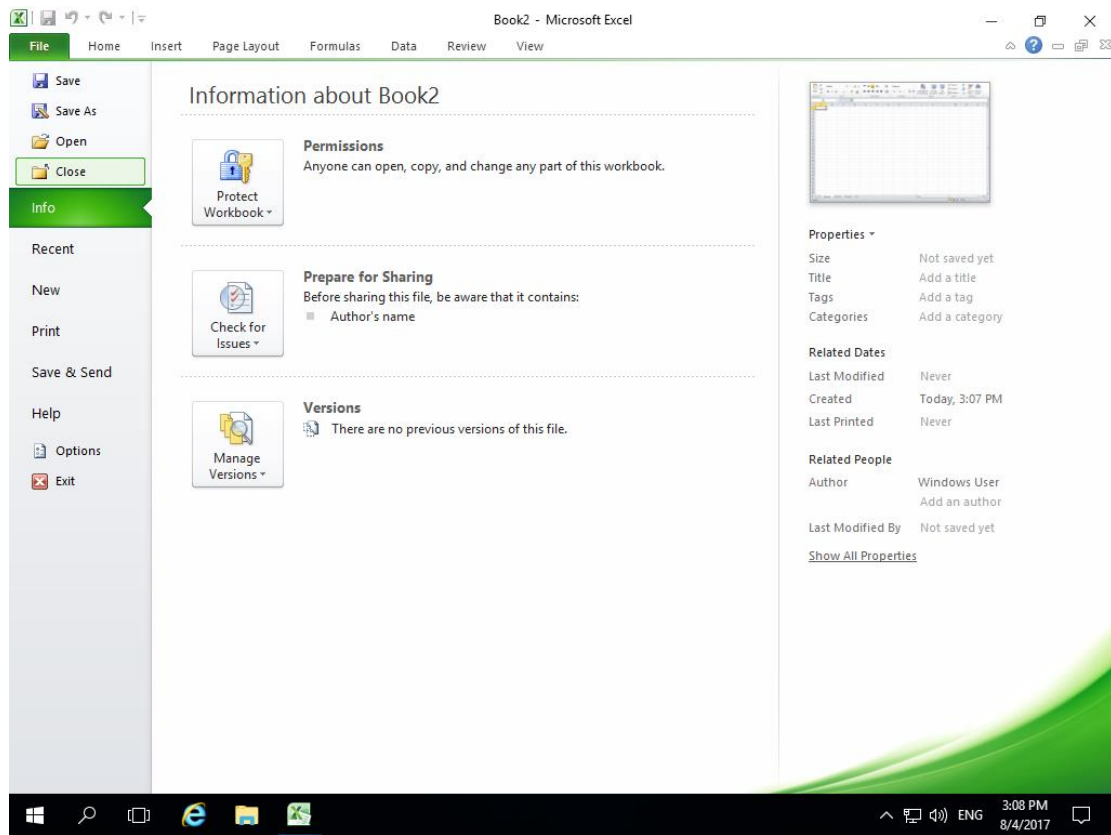 Book2 - Microsoft Excel
File Home Insert Page Layout Formulas Data Review View
Save
Save As
Open
Close
Info
Recent
New
Print
Save & Send
Help
Options
Exit
Information about Book2
Protect
Workbook
Permissions
Anyone can open, copy, and change any part of this workbook.
Check for
Issues
Prepare for Sharing
Before sharing this file, be aware that it contains:
Author's name
Manage
Versions
Versions
There are no previous versions of this file.
Properties
Size Not saved yet
Title Add a title
Tags Add a tag
Categories Add a category
Related Dates
Last Modified Never
Created Today, 3:07 PM
Last Printed Never
Related People
Author Windows User
Add an author
Last Modified By Not saved yet
Show All Properties
ENG
3:08 PM
8/4/2017